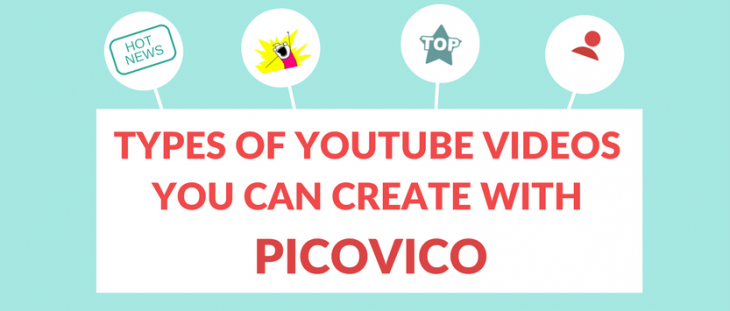 HOT
NEWS
TOP
TYPES OF YOUTUBE VIDEOS
YOU CAN CREATE WITH
PICOVICO